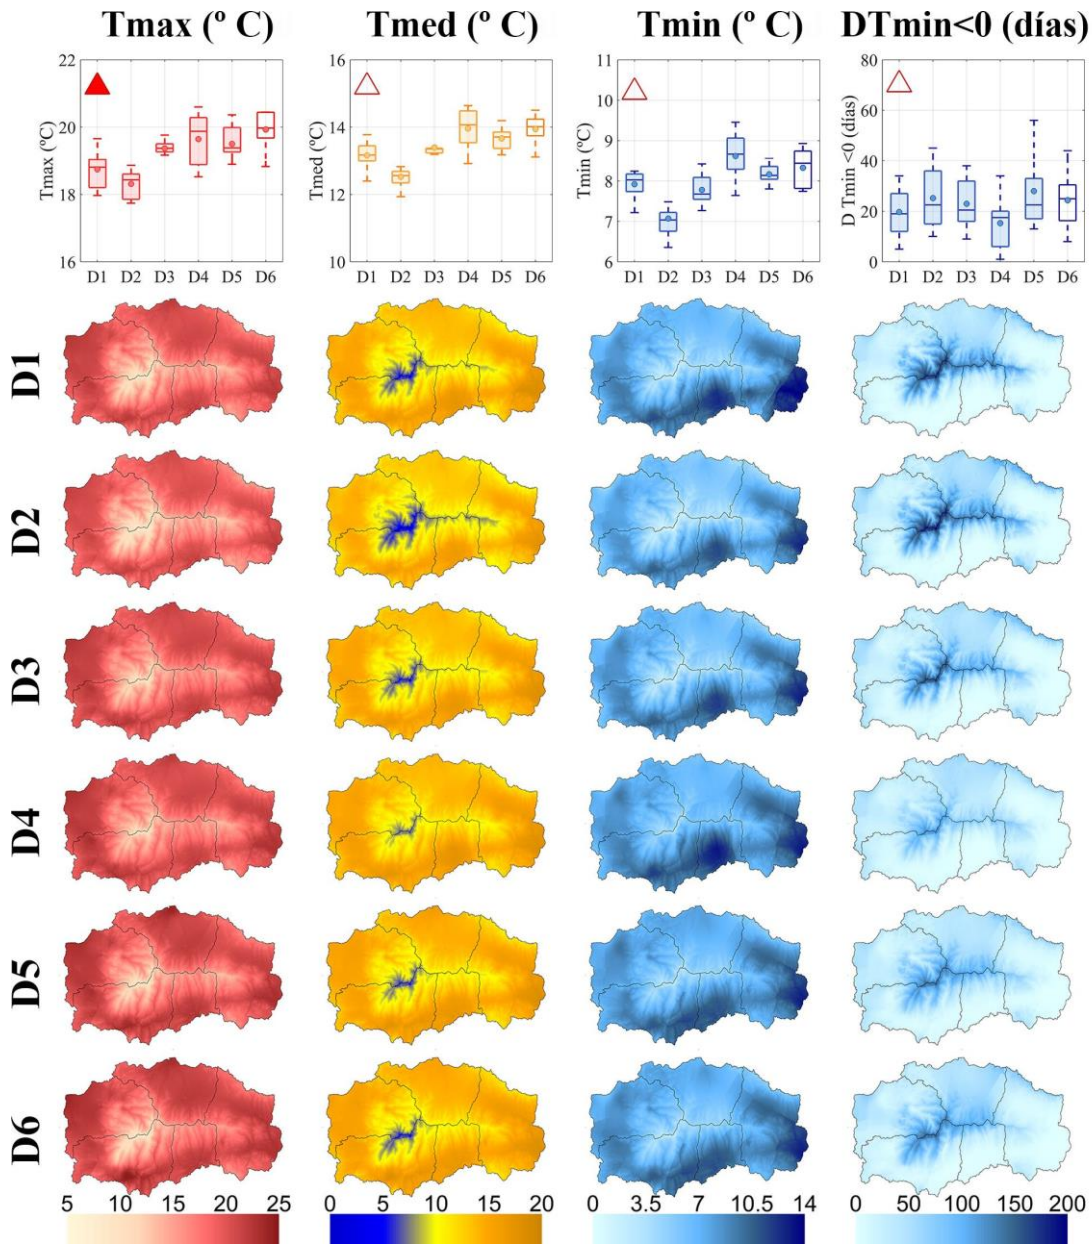 Tmax (º C) Tmed (º C) Tmin (º C) DTmin<0 (días)
22
20
18
16
Tmax (ºC)
D1 D2 D3 D4 D5 D6
16
14
12
10
Tmed (ºC)
D1 D2 D3 D4 D5 D6
11
10
9
8
7
6
Tmin (ºC)
D1 D2 D3 D4 D5 D6
80
60
40
20
0
D Tmin <0 (días)
D1 D2 D3 D4 D5 D6
D1
D2
D3
D4
D5
D6
5 10 15 20 25
0 5 10 15 20
0 3.5 7 10.5 14
0 50 100 150 200